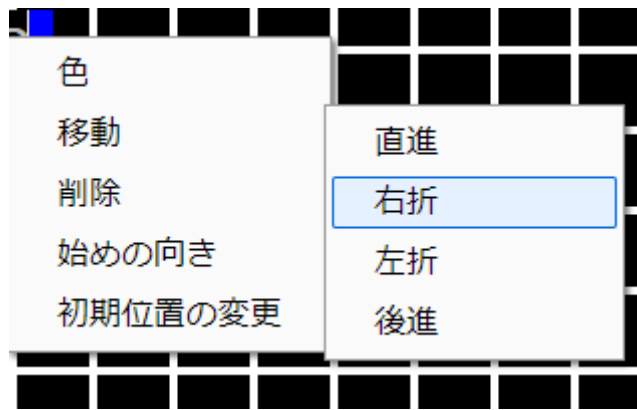 色
移動
削除
始めの向き
初期位置の変更
直進
右折
左折
後進